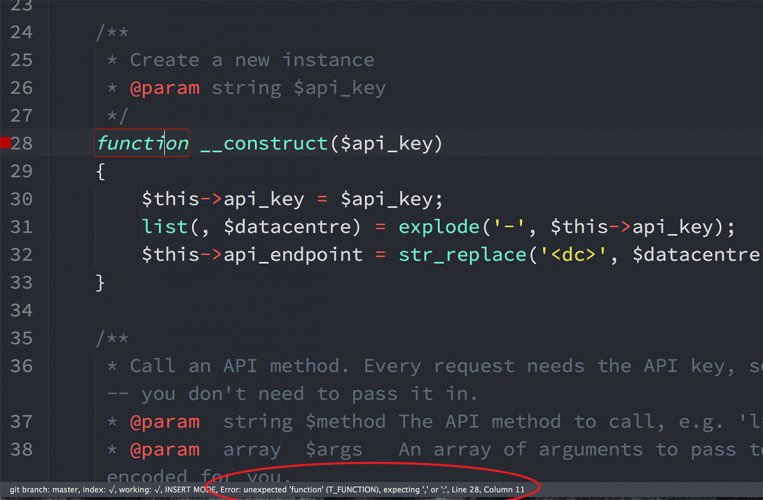 23
24 /**
25 * Create a new instance
26 * @param string $api_key
27 */
28 function __construct($api_key)
29 {
30 $this->api_key = $api_key;
31 list(, $datacentre) = explode('-', $this->api_key);
32 $this->api_endpoint = str_replace('<dc>', $datacentre
33 }
34
35 /**
36 * Call an API method. Every request needs the API key, so
-- you don't need to pass it in.
37 * @param string $method The API method to call, e.g. 'l
38 * @param array $args An array of arguments to pass to
encoded for you.
git branch: master, index: √, working: √, INSERT MODE, Error: unexpected 'function' (T_FUNCTION), expecting ',' or ';', Line 28, Column 11